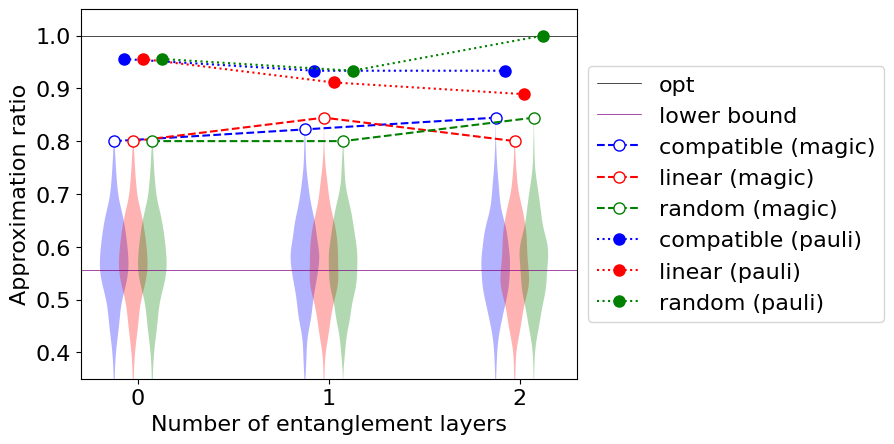 Approximation ratio
1.0
0.9
0.8
0.7
0.6
0.5
0.4
0
1
2
Number of entanglement layers
opt
lower bound
compatible (magic)
linear (magic)
random (magic)
compatible (pauli)
linear (pauli)
random (pauli)